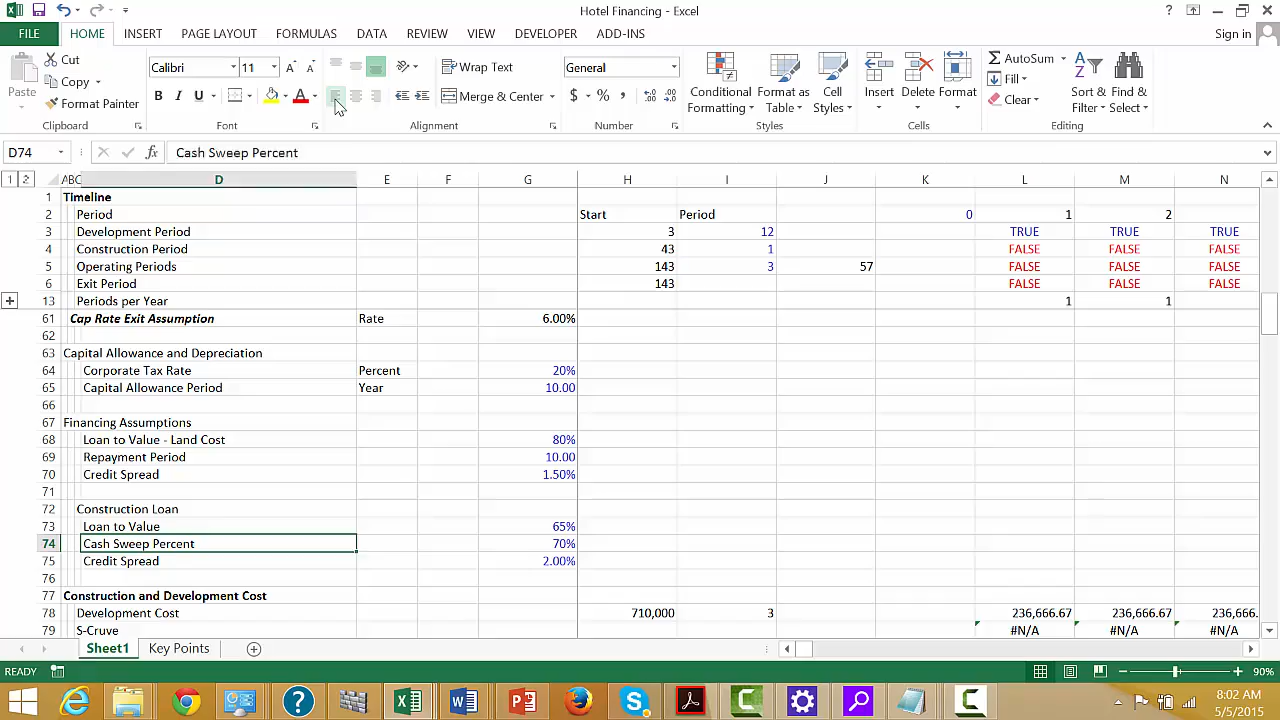 Hotel Financing - Excel
?
FILE HOME INSERT PAGE LAYOUT FORMULAS DATA REVIEW VIEW DEVELOPER ADD-INS Sign in
Paste
Cut
Copy
Format Painter
Clipboard
Calibri 11
B I U
Font
Wrap Text
Merge & Center
Alignment
General
$ % ,
Number
Conditional Formatting
Format as Table
Cell Styles
Styles
Insert Delete Format
Cells
AutoSum
Fill
Clear
Sort & Filter
Find & Select
Editing
D74 fx Cash Sweep Percent
1 2 A B C D E F G H I J K L M N
1 Timeline
2 Period Start Period 0 1 2
3 Development Period 3 12 TRUE TRUE TRUE
4 Construction Period 43 1 FALSE FALSE FALSE
5 Operating Periods 143 3 57 FALSE FALSE FALSE
6 Exit Period 143 FALSE FALSE FALSE
13 Periods per Year 1 1
61 Cap Rate Exit Assumption Rate 6.00%
62
63 Capital Allowance and Depreciation
64 Corporate Tax Rate Percent 20%
65 Capital Allowance Period Year 10.00
66
67 Financing Assumptions
68 Loan to Value - Land Cost 80%
69 Repayment Period 10.00
70 Credit Spread 1.50%
71
72 Construction Loan
73 Loan to Value 65%
74 Cash Sweep Percent 70%
75 Credit Spread 2.00%
76
77 Construction and Development Cost
78 Development Cost 710,000 3 236,666.67 236,666.67 236,666.
79 S-Cruve #N/A #N/A #N/A
Sheet1 Key Points
READY 90%
8:02 AM
5/5/2015